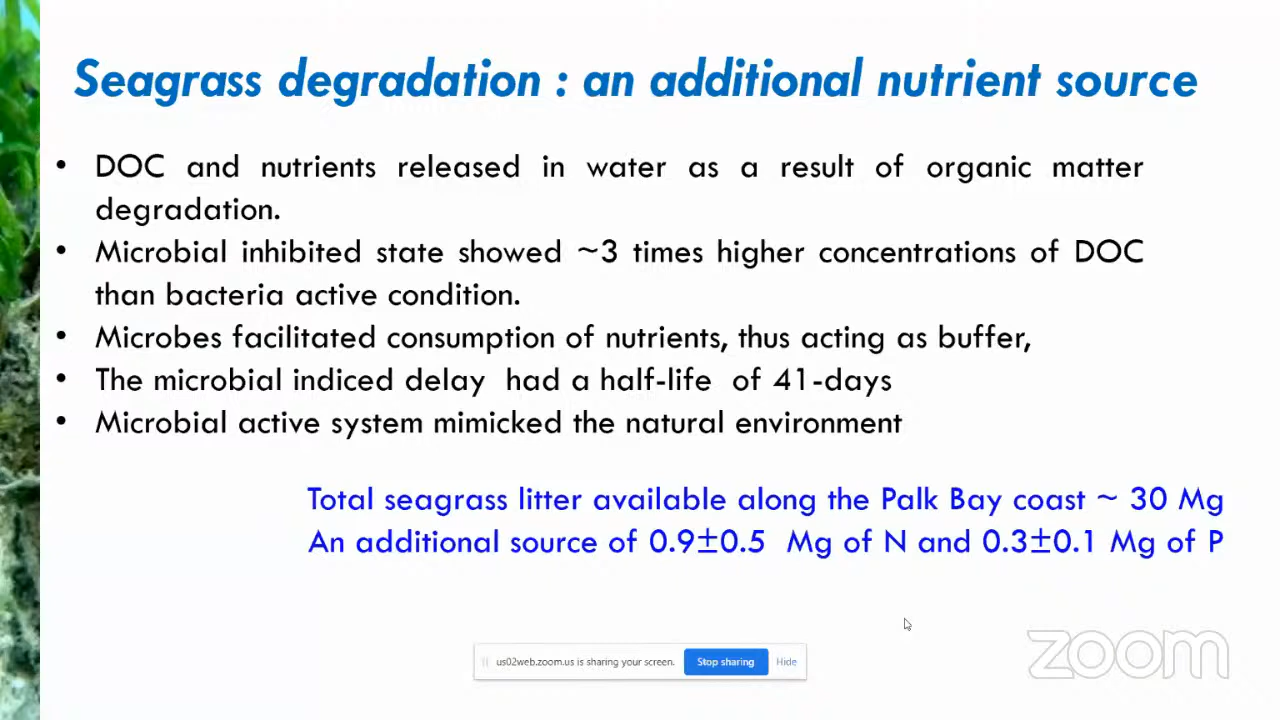 Seagrass degradation : an additional nutrient source
• DOC and nutrients released in water as a result of organic matter
degradation.
• Microbial inhibited state showed ~3 times higher concentrations of DOC
than bacteria active condition.
• Microbes facilitated consumption of nutrients, thus acting as buffer,
• The microbial indiced delay had a half-life of 41-days
• Microbial active system mimicked the natural environment
Total seagrass litter available along the Palk Bay coast ~ 30 Mg
An additional source of 0.9±0.5 Mg of N and 0.3±0.1 Mg of P
us02web.zoom.us is sharing your screen. Stop sharing Hide
zoom